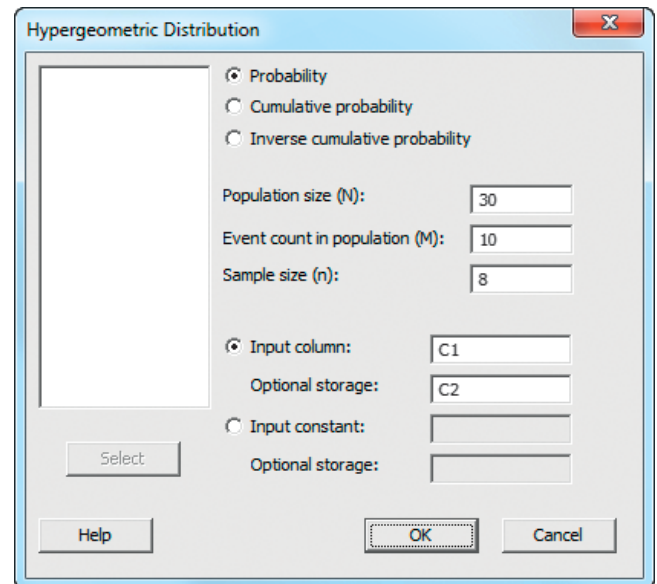 Hypergeometric Distribution
Probability
Cumulative probability
Inverse cumulative probability
Population size (N): 30
Event count in population (M): 10
Sample size (n): 8
Input column: C1
Optional storage: C2
Input constant:
Select
Optional storage:
Help OK Cancel